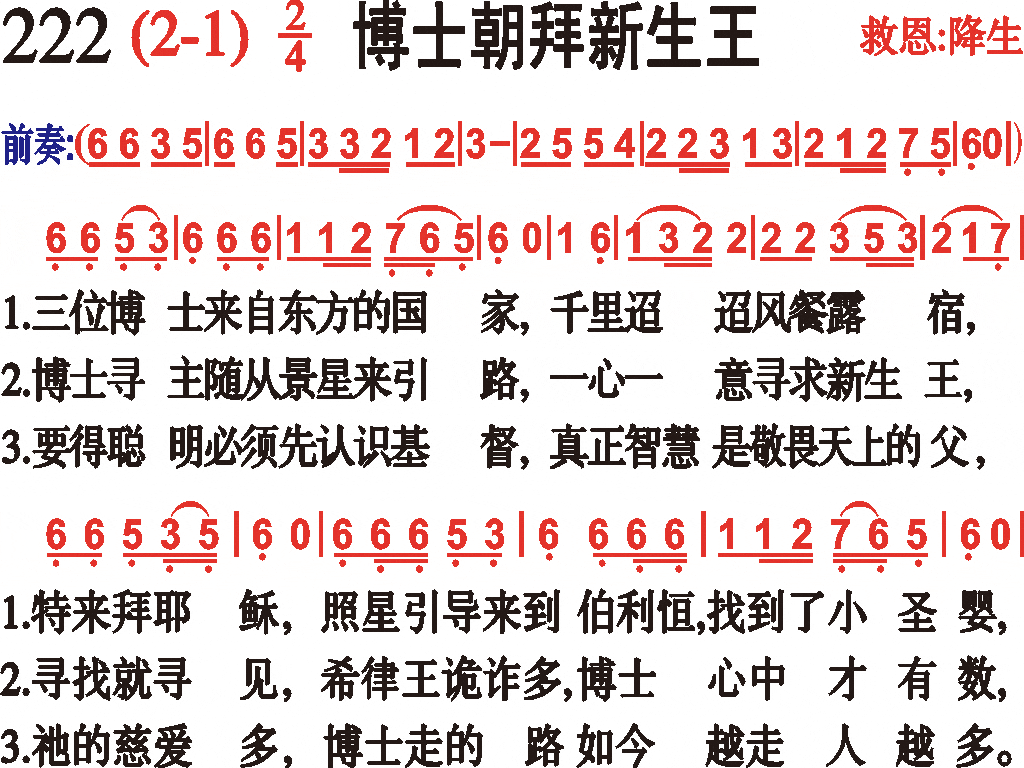 222 (2-1) 2/4 博士朝拜新生王 救恩:降生
前奏:(6 6 3 5|6 6 5|3 3 2 1 2|3 –|2 5 5 4|2 2 3 1 3|2 1 2 7 5|6 0|)
6 6 5 3|6 6 6|1 1 2 7 6 5|6 0|1 6|1 3 2 2|2 2 3 5 3|2 1 7|
1.三位博 士来自东方的国 家，千里迢 迢风餐露 宿，
2.博士寻 主随从景星来引 路，一心一 意寻求新生 王，
3.要得聪 明必须先认识基 督，真正智慧 是敬畏天上的 父，
6 6 5 3 5|6 0|6 6 6 5 3|6 6 6 6|1 1 2 7 6 5|6 0|
1.特来拜耶 稣，照星引导来到 伯利恒,找到了小 圣 婴，
2.寻找就寻 见，希律王诡诈多,博士 心中 才 有 数，
3.祂的慈爱 多，博士走的 路 如今 越走 人 越 多。